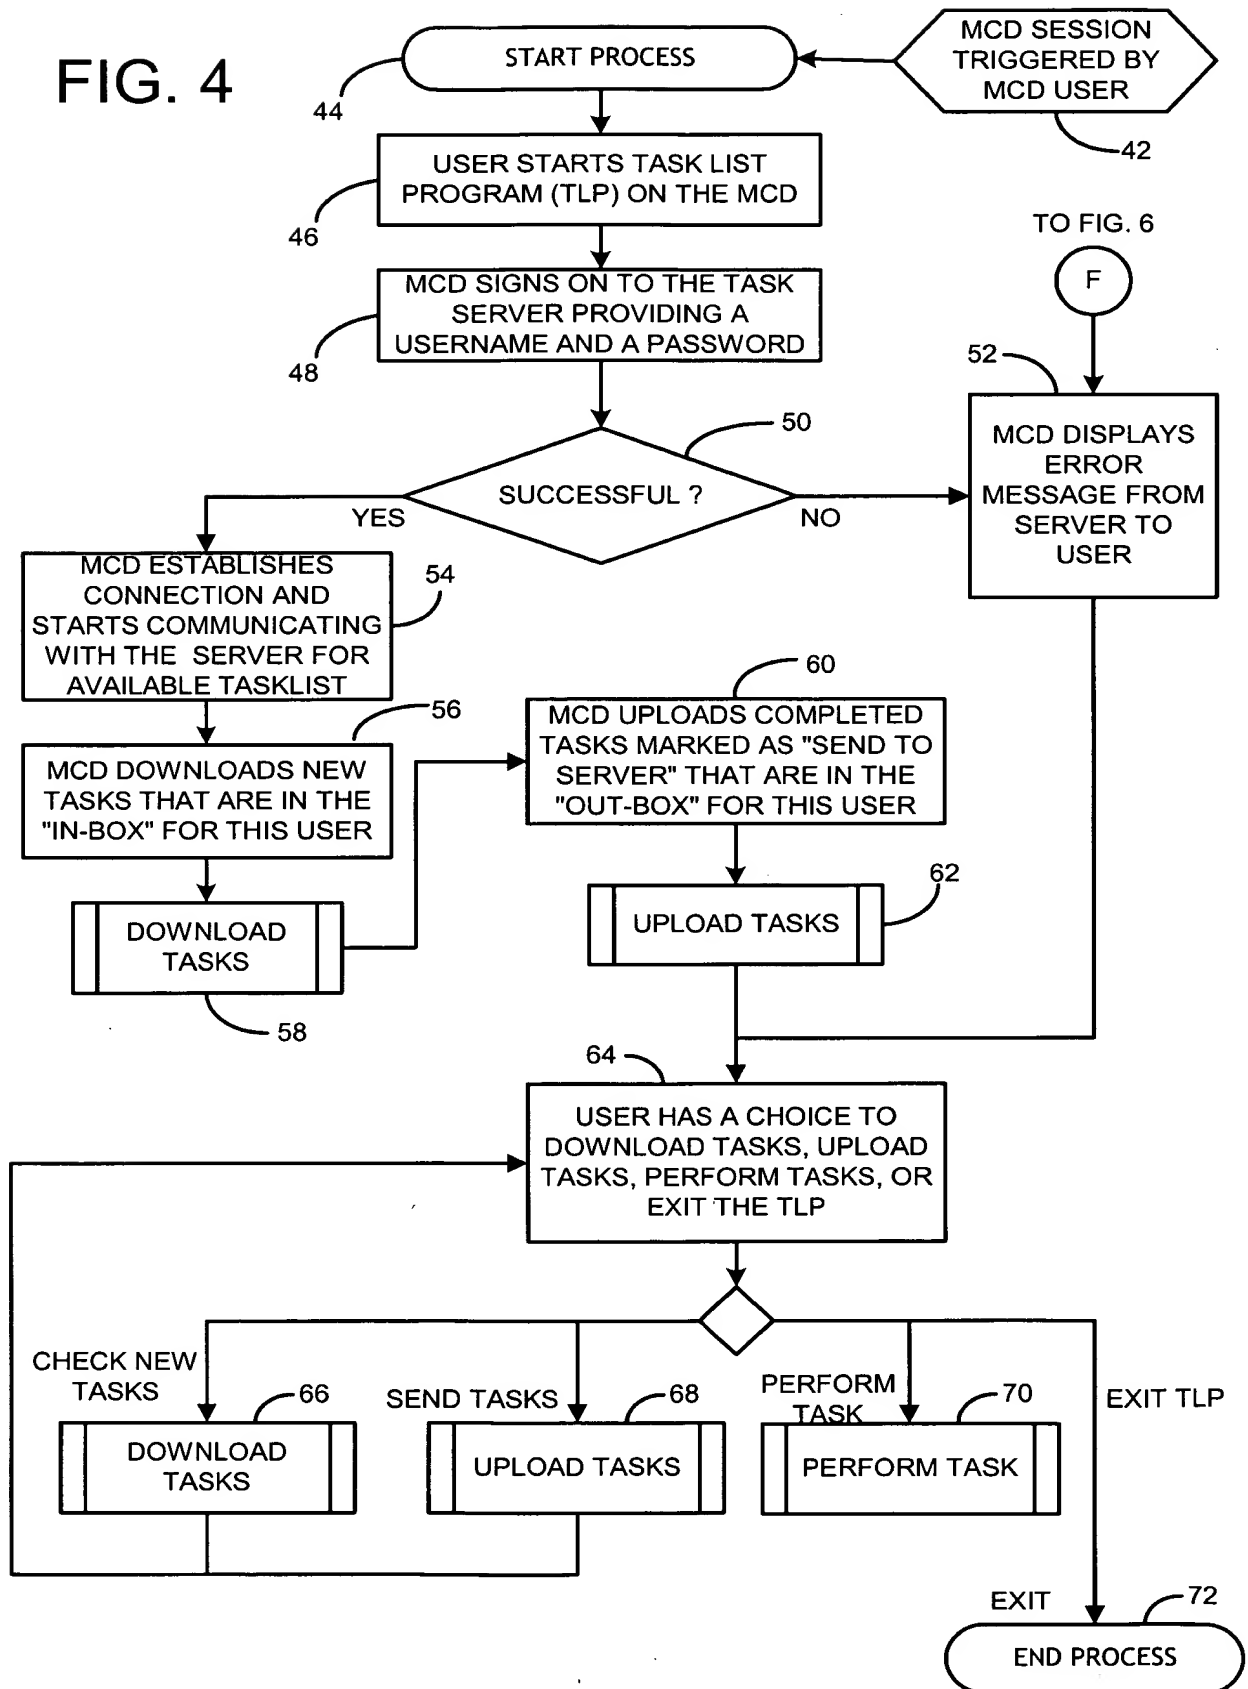 FIG. 4
START PROCESS
MCD SESSION
TRIGGERED BY
MCD USER
44
42
USER STARTS TASK LIST
PROGRAM (TLP) ON THE MCD
46
TO FIG. 6
F
MCD SIGNS ON TO THE TASK
SERVER PROVIDING A
USERNAME AND A PASSWORD
48
52
50
SUCCESSFUL ?
YES
NO
MCD DISPLAYS
ERROR
MESSAGE FROM
SERVER TO
USER
MCD ESTABLISHES
CONNECTION AND
STARTS COMMUNICATING
WITH THE SERVER FOR
AVAILABLE TASKLIST
54
56
MCD DOWNLOADS NEW
TASKS THAT ARE IN THE
"IN-BOX" FOR THIS USER
60
MCD UPLOADS COMPLETED
TASKS MARKED AS "SEND TO
SERVER" THAT ARE IN THE
"OUT-BOX" FOR THIS USER
DOWNLOAD
TASKS
58
62
UPLOAD TASKS
64
USER HAS A CHOICE TO
DOWNLOAD TASKS, UPLOAD
TASKS, PERFORM TASKS, OR
EXIT THE TLP
CHECK NEW
TASKS
66
DOWNLOAD
TASKS
SEND TASKS
68
UPLOAD TASKS
PERFORM
TASK
70
PERFORM TASK
EXIT TLP
EXIT
72
END PROCESS